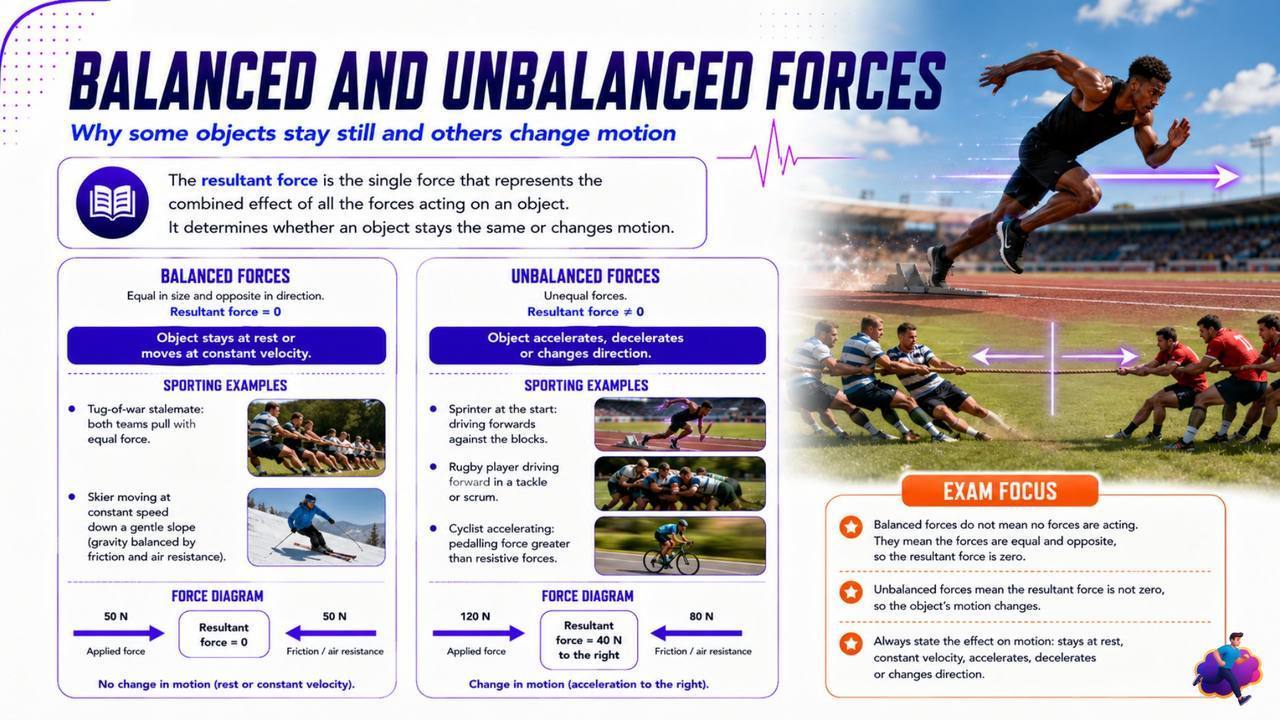 BALANCED AND UNBALANCED FORCES
Why some objects stay still and others change motion
The resultant force is the single force that represents the
combined effect of all the forces acting on an object.
It determines whether an object stays the same or changes motion.
BALANCED FORCES
Equal in size and opposite in direction.
Resultant force = 0
Object stays at rest or
moves at constant velocity.
SPORTING EXAMPLES
Tug-of-war stalemate:
both teams pull with
equal force.
Skier moving at
constant speed
down a gentle slope
(gravity balanced by
friction and air resistance).
FORCE DIAGRAM
50 N
Applied force
Resultant
force = 0
50 N
Friction / air resistance
No change in motion (rest or constant velocity).
UNBALANCED FORCES
Unequal forces.
Resultant force ≠ 0
Object accelerates, decelerates
or changes direction.
SPORTING EXAMPLES
Sprinter at the start:
driving forwards
against the blocks.
Rugby player driving
forward in a tackle
or scrum.
Cyclist accelerating:
pedalling force greater
than resistive forces.
FORCE DIAGRAM
120 N
Applied force
Resultant
force = 40 N
to the right
80 N
Friction / air resistance
Change in motion (acceleration to the right).
EXAM FOCUS
Balanced forces do not mean no forces are acting.
They mean the forces are equal and opposite,
so the resultant force is zero.
Unbalanced forces mean the resultant force is not zero,
so the object's motion changes.
Always state the effect on motion: stays at rest,
constant velocity, accelerates, decelerates
or changes direction.